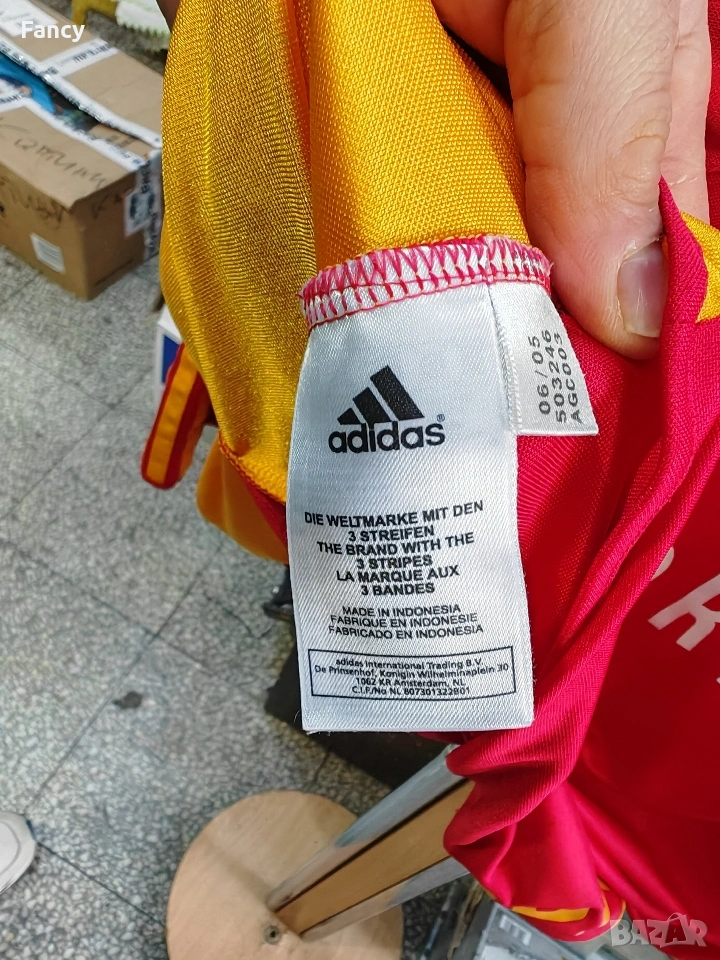 Fancy
06/05
503246
AGC003
adidas®
DIE WELTMARKE MIT DEN
3 STREIFEN
THE BRAND WITH THE
3 STRIPES
LA MARQUE AUX
3 BANDES
MADE IN INDONESIA
FABRIQUE EN INDONESIE
FABRICADO EN INDONESIA
adidas International Trading B.V.
De Prinsenhof, Konigin Wilhelminaplein 30
1062 KR Amsterdam, NL
C.I.F./No NL 807301322B01
BAZAR